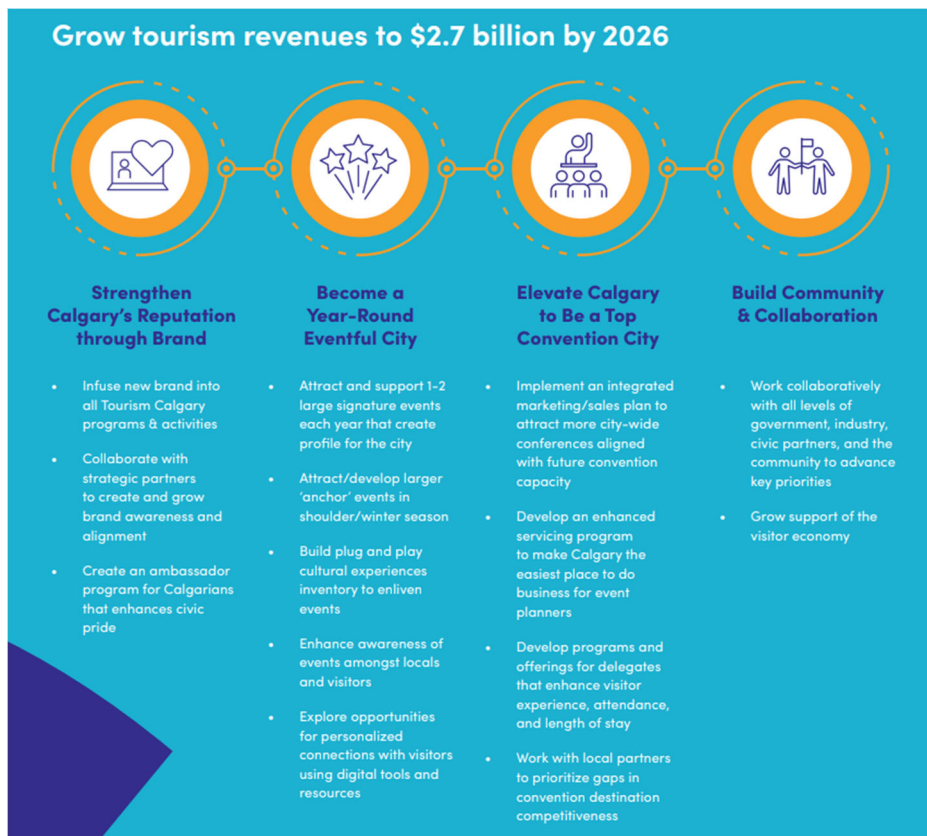 Grow tourism revenues to $2.7 billion by 2026
Strengthen
Calgary's Reputation
through Brand
• Infuse new brand into
all Tourism Calgary
programs & activities
• Collaborate with
strategic partners
to create and grow
brand awareness and
alignment
• Create an ambassador
program for Calgarians
that enhances civic
pride
Become a
Year-Round
Eventful City
• Attract and support 1-2
large signature events
each year that create
profile for the city
• Attract/develop larger
'anchor' events in
shoulder/winter season
• Build plug and play
cultural experiences
inventory to enliven
events
• Enhance awareness of
events amongst locals
and visitors
• Explore opportunities
for personalized
connections with visitors
using digital tools and
resources
Elevate Calgary
to Be a Top
Convention City
• Implement an integrated
marketing/sales plan to
attract more city-wide
conferences aligned
with future convention
capacity
• Develop an enhanced
servicing program
to make Calgary the
easiest place to do
business for event
planners
• Develop programs and
offerings for delegates
that enhance visitor
experience, attendance,
and length of stay
• Work with local partners
to prioritize gaps in
convention destination
competitiveness
Build Community
& Collaboration
• Work collaboratively
with all levels of
government, industry,
civic partners, and the
community to advance
key priorities
• Grow support of the
visitor economy